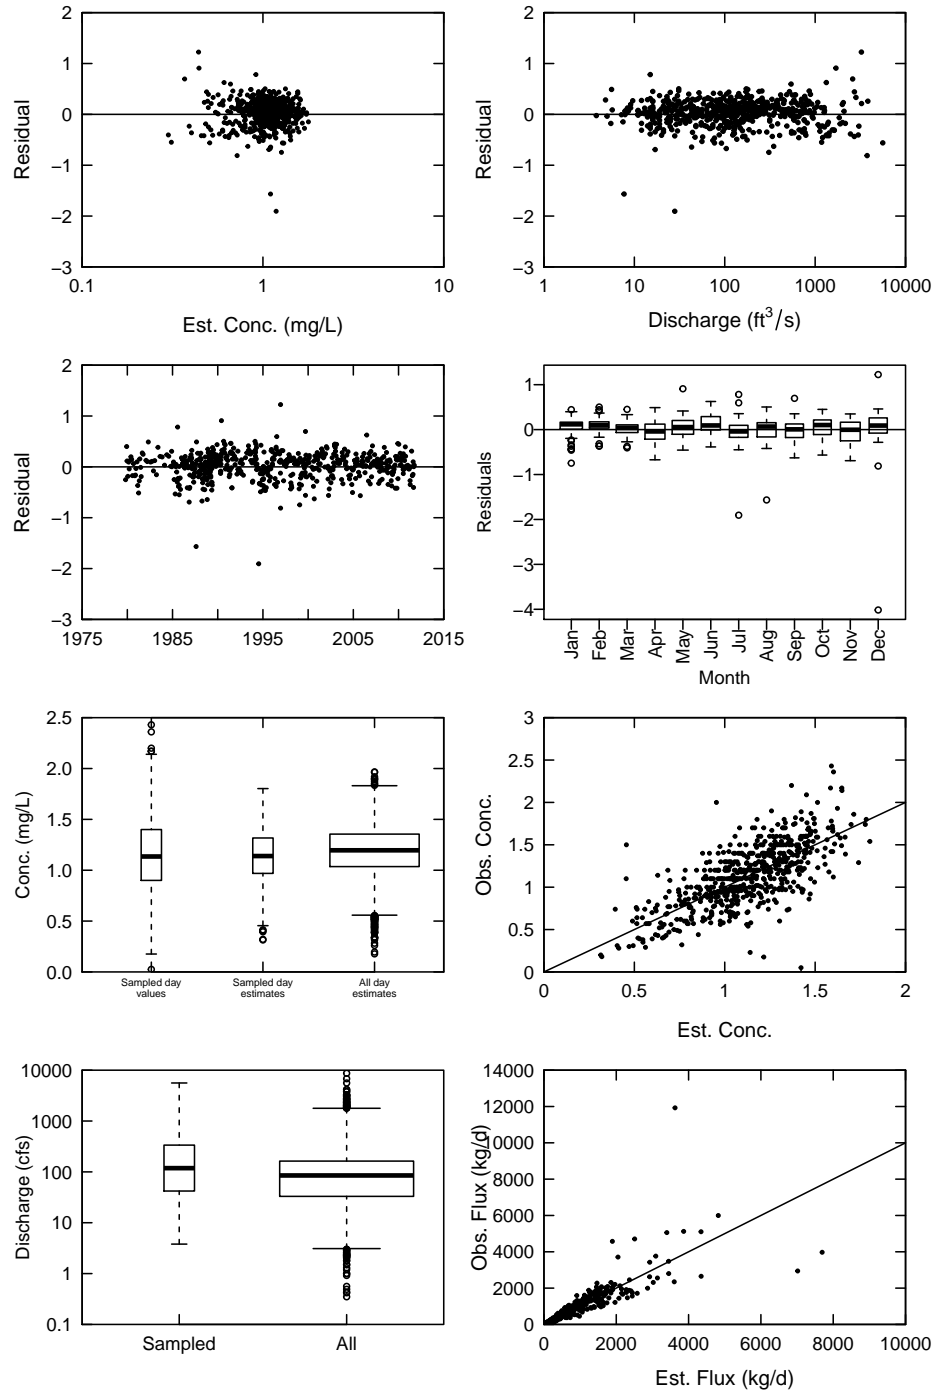 2
1
0
−1
−2
−3
Residual
0.1 1 10
Est. Conc. (mg/L)
2
1
0
−1
−2
−3
Residual
1 10 100 1000 10000
Discharge (ft3/s)
2
1
0
−1
−2
−3
Residual
1975 1985 1995 2005 2015
1
0
−1
−2
−3
−4
Residuals
Jan
Feb
Mar
Apr
May
Jun
Jul
Aug
Sep
Oct
Nov
Dec
Month
2.5
2.0
1.5
1.0
0.5
0.0
Conc. (mg/L)
Sampled day values
Sampled day estimates
All day estimates
3
2.5
2
1.5
1
0.5
0
Obs. Conc.
0 0.5 1 1.5 2
Est. Conc.
10000
1000
100
10
1
0.1
Discharge (cfs)
Sampled All
14000
12000
10000
8000
6000
4000
2000
0
Obs. Flux (kg/d)
0 2000 4000 6000 8000 10000
Est. Flux (kg/d)